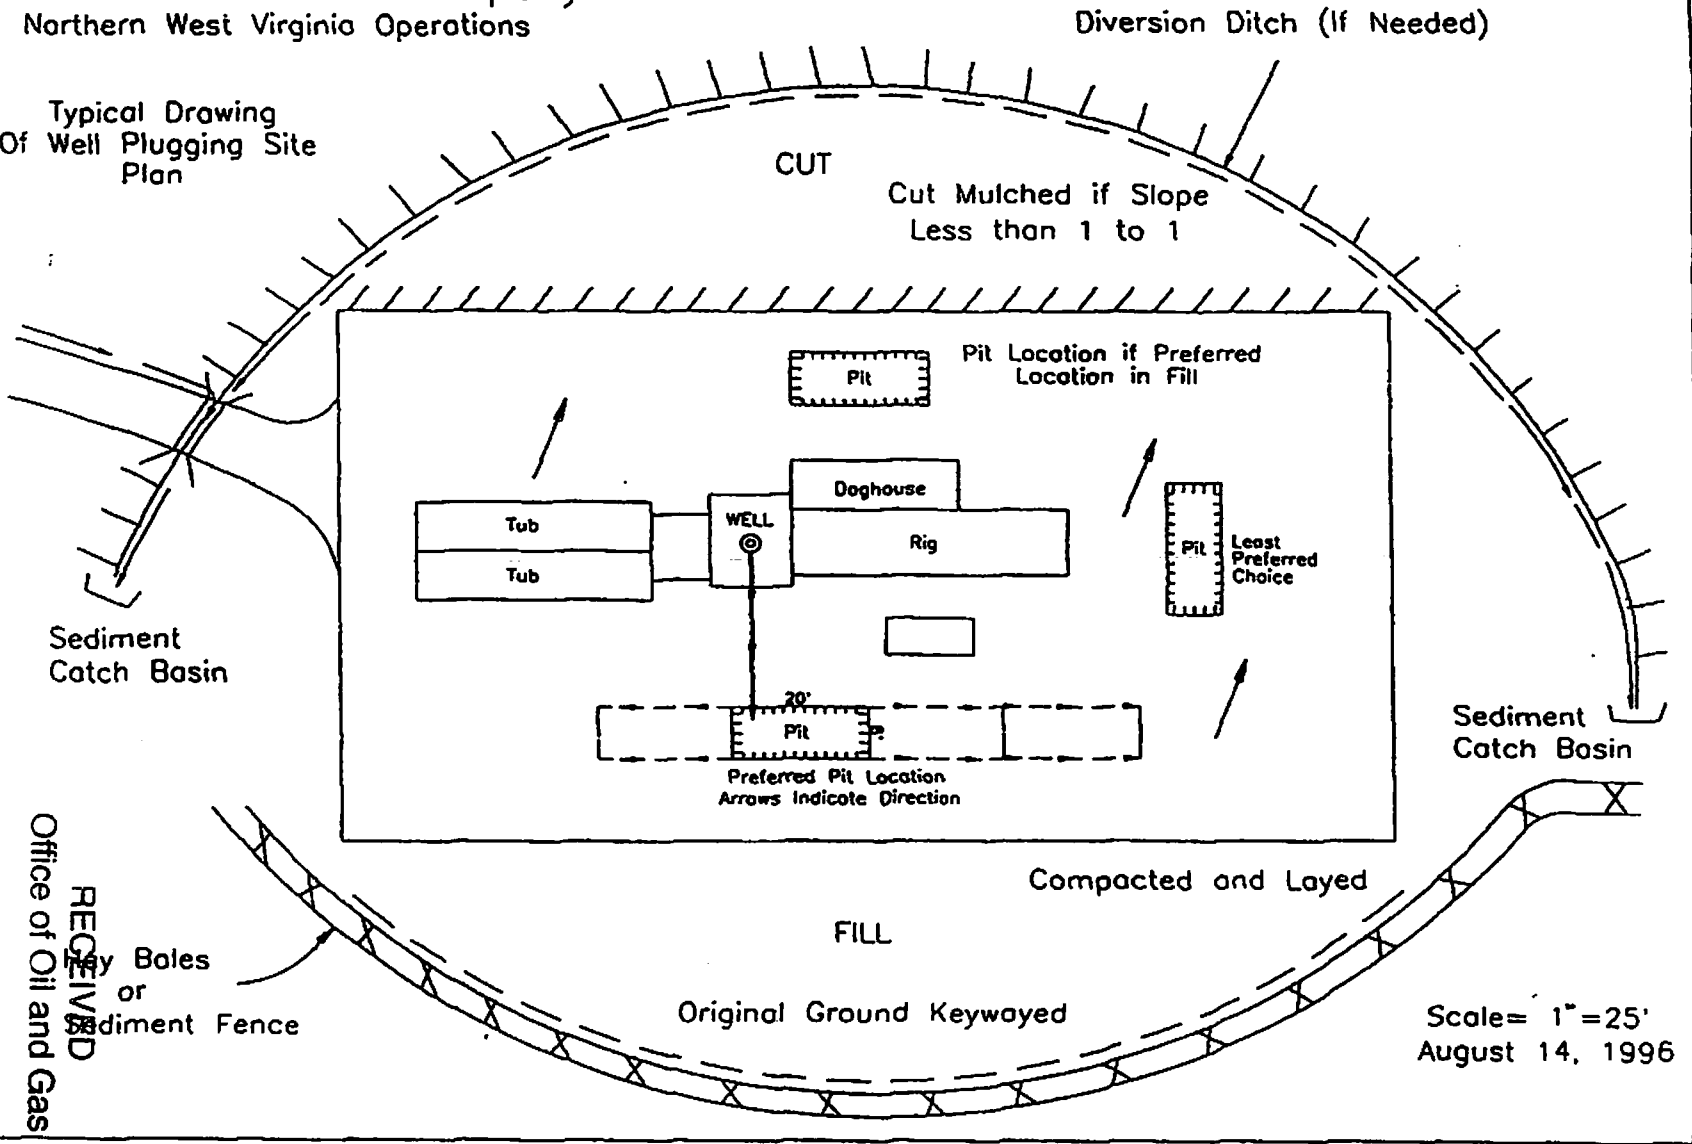 Northern West Virginia Operations
Diversion Ditch (If Needed)
Typical Drawing
Of Well Plugging Site
Plan
CUT
Cut Mulched if Slope
Less than 1 to 1
Pit Location if Preferred
Location in Fill
Pit
Doghouse
WELL
Tub
Rig
Tub
Pit
Least
Preferred
Choice
Sediment
Catch Basin
20'
Pit
Preferred Pit Location
Arrows Indicate Direction
Sediment
Catch Basin
Compacted and Layed
FILL
Hay Bales
or
Sediment Fence
Original Ground Keywayed
Scale= 1"=25'
August 14, 1996
RECEIVED
Office of Oil and Gas